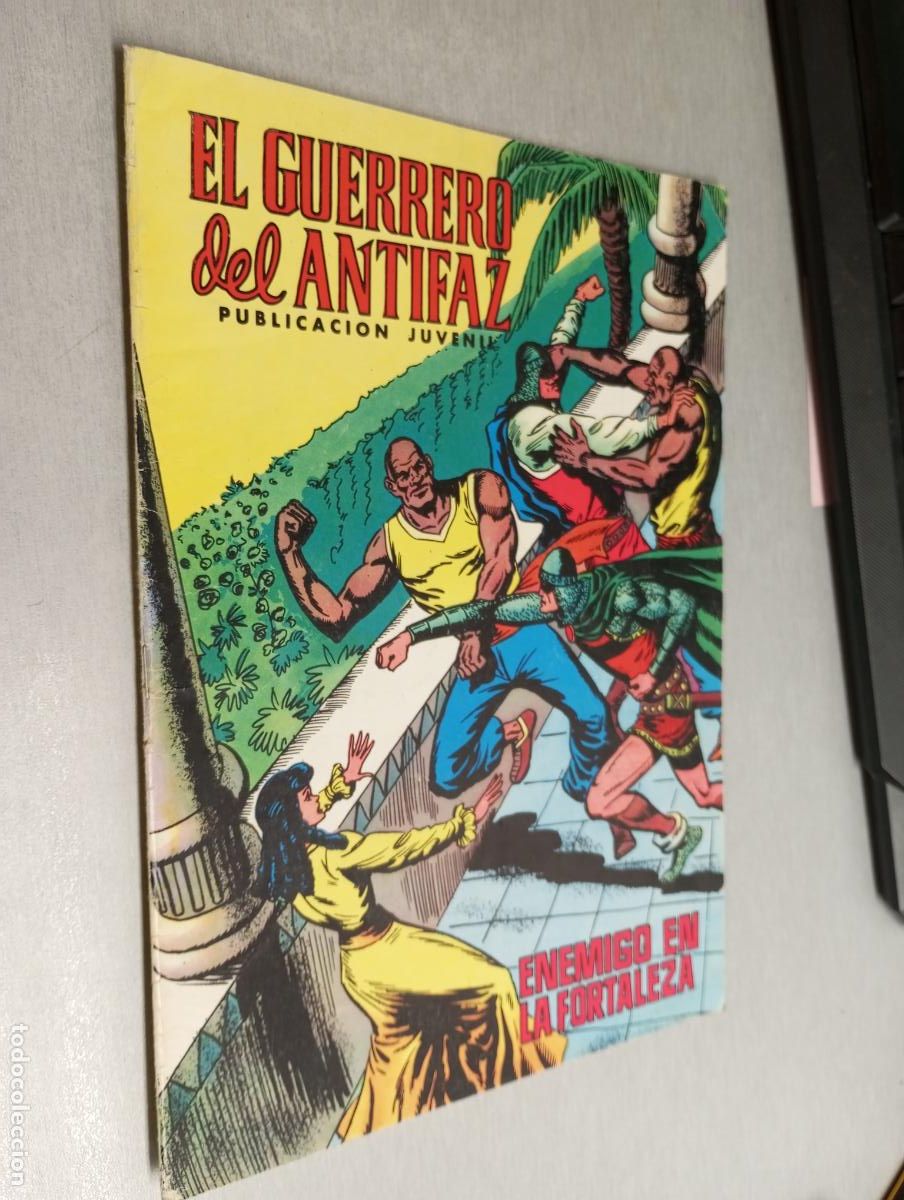 EL GUERRERO
del ANTIFAZ
PUBLICACION JUVENIL
ENEMIGO EN
LA FORTALEZA
todocoleccion